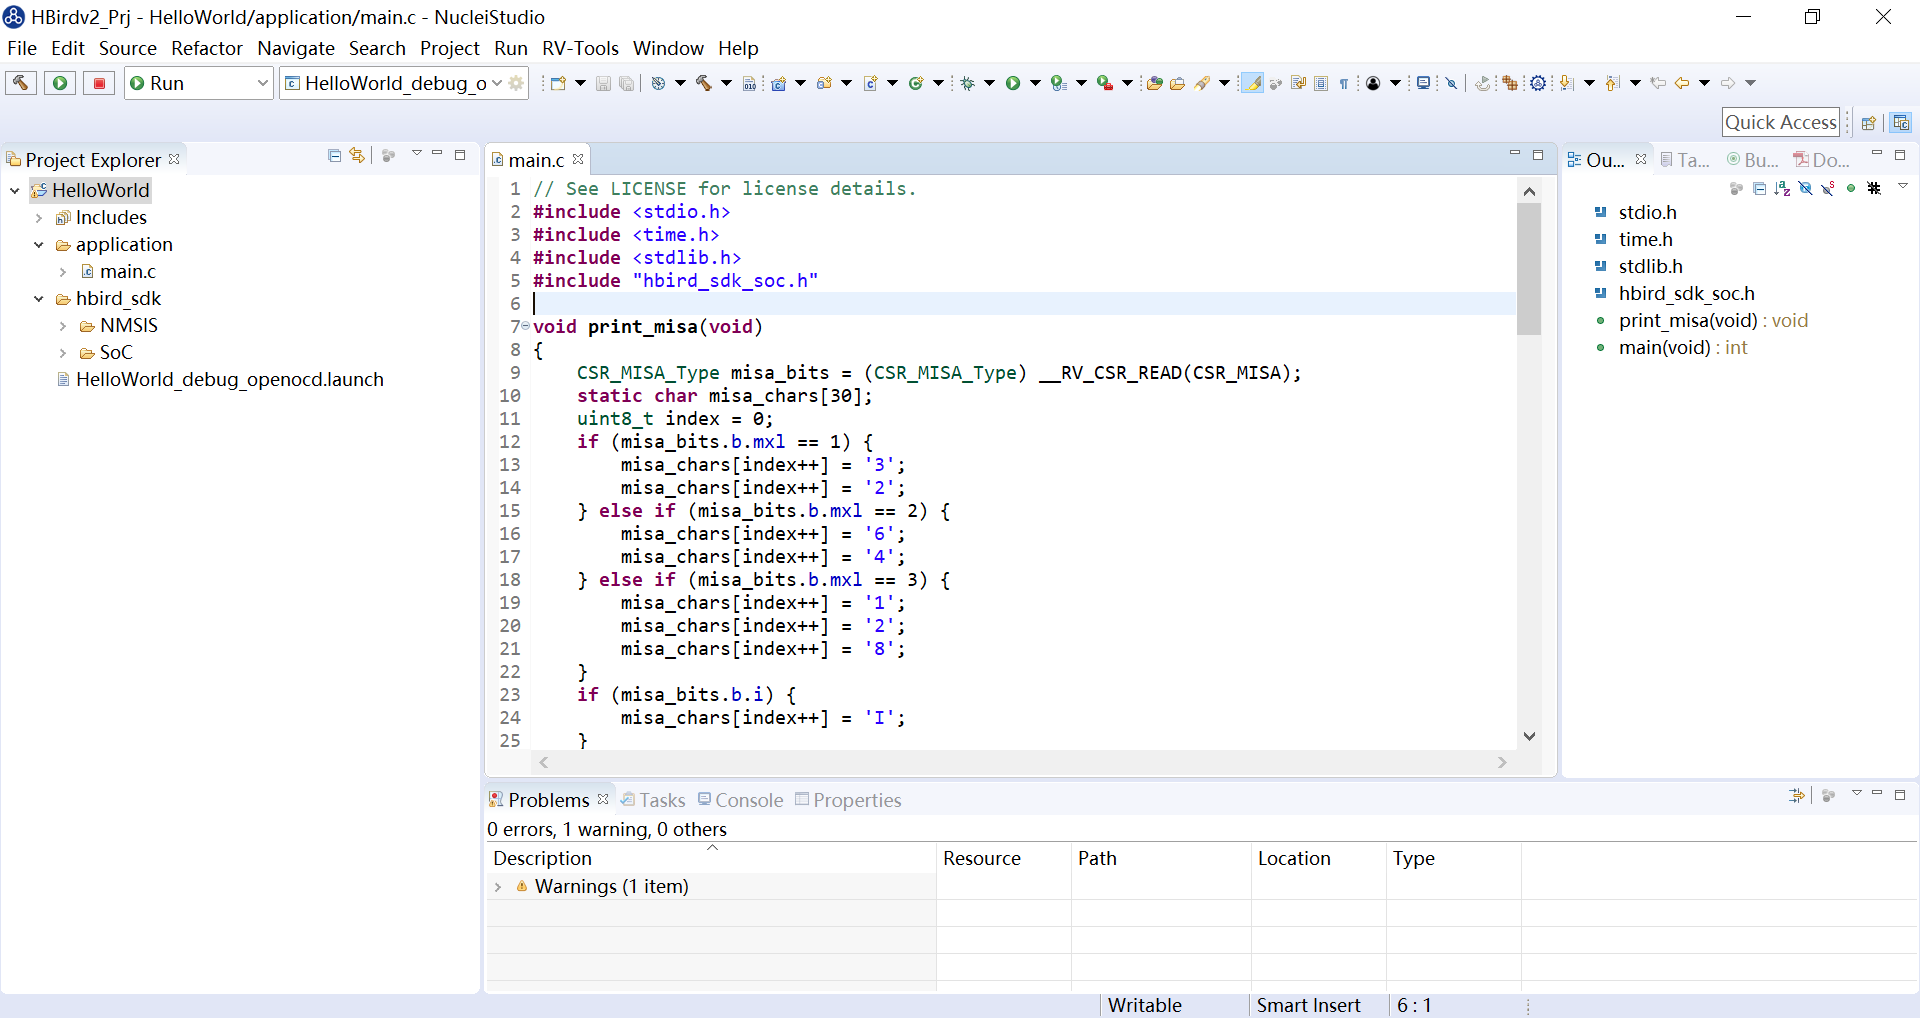 HBirdv2_Prj - HelloWorld/application/main.c - NucleiStudio
File Edit Source Refactor Navigate Search Project Run RV-Tools Window Help
Run HelloWorld_debug_o
Quick Access
Project Explorer
HelloWorld
Includes
application
main.c
hbird_sdk
NMSIS
SoC
HelloWorld_debug_openocd.launch
main.c
1 // See LICENSE for license details.
2 #include <stdio.h>
3 #include <time.h>
4 #include <stdlib.h>
5 #include "hbird_sdk_soc.h"
6
7 void print_misa(void)
8 {
9 CSR_MISA_Type misa_bits = (CSR_MISA_Type) __RV_CSR_READ(CSR_MISA);
10 static char misa_chars[30];
11 uint8_t index = 0;
12 if (misa_bits.b.mxl == 1) {
13 misa_chars[index++] = '3';
14 misa_chars[index++] = '2';
15 } else if (misa_bits.b.mxl == 2) {
16 misa_chars[index++] = '6';
17 misa_chars[index++] = '4';
18 } else if (misa_bits.b.mxl == 3) {
19 misa_chars[index++] = '1';
20 misa_chars[index++] = '2';
21 misa_chars[index++] = '8';
22 }
23 if (misa_bits.b.i) {
24 misa_chars[index++] = 'I';
25 }
Ou... Ta... Bu... Do...
stdio.h
time.h
stdlib.h
hbird_sdk_soc.h
print_misa(void) : void
main(void) : int
Problems Tasks Console Properties
0 errors, 1 warning, 0 others
Description Resource Path Location Type
Warnings (1 item)
Writable Smart Insert 6 : 1